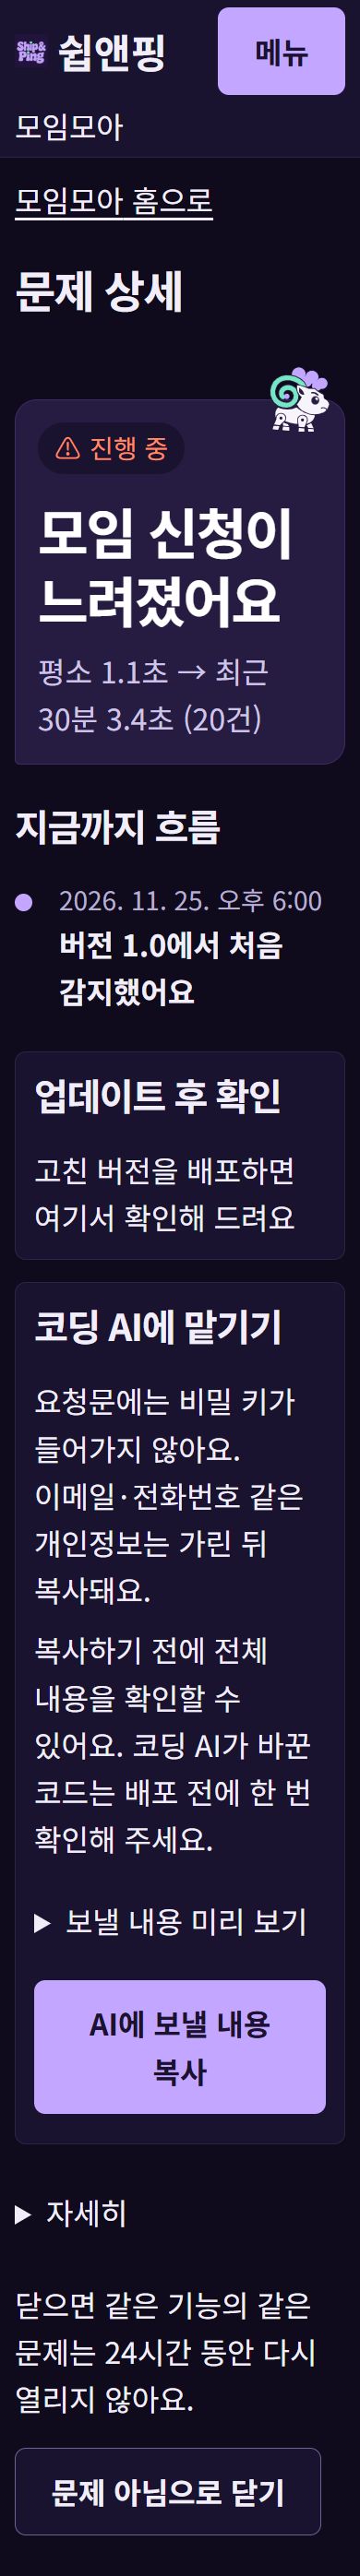 Ship&
Ping
쉽앤핑
메뉴
모임모아
모임모아 홈으로
문제 상세
진행 중
모임 신청이
느려졌어요
평소 1.1초 → 최근
30분 3.4초 (20건)
지금까지 흐름
2026. 11. 25. 오후 6:00
버전 1.0에서 처음
감지했어요
업데이트 후 확인
고친 버전을 배포하면
여기서 확인해 드려요
코딩 AI에 맡기기
요청문에는 비밀 키가
들어가지 않아요.
이메일·전화번호 같은
개인정보는 가린 뒤
복사돼요.
복사하기 전에 전체
내용을 확인할 수
있어요. 코딩 AI가 바꾼
코드는 배포 전에 한 번
확인해 주세요.
보낼 내용 미리 보기
AI에 보낼 내용
복사
자세히
닫으면 같은 기능의 같은
문제는 24시간 동안 다시
열리지 않아요.
문제 아님으로 닫기